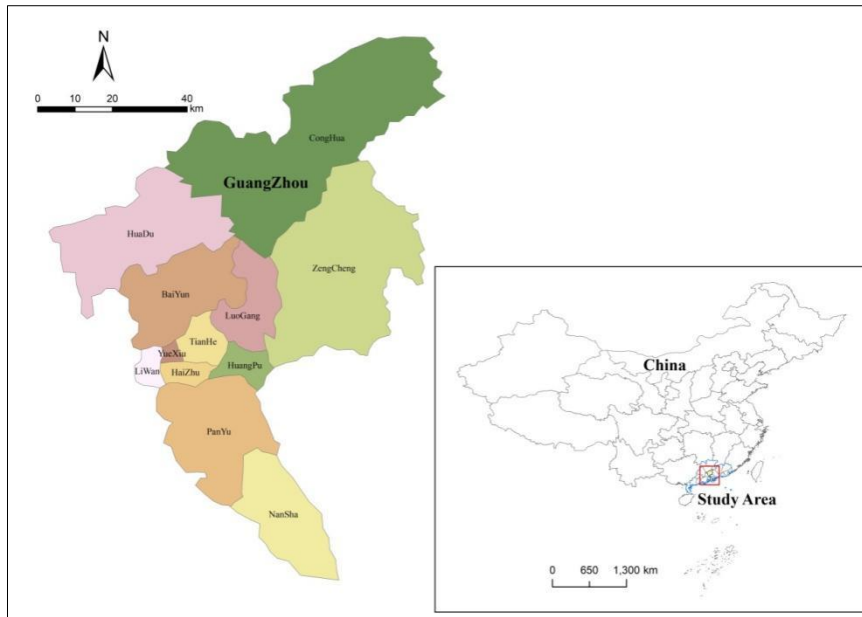 N
0 10 20 40
km
CongHua
GuangZhou
HuaDu
ZengCheng
BaiYun
LuoGang
TianHe
YueXiu
LiWan
HaiZhu
HuangPu
PanYu
NanSha
China
Study Area
0 650 1,300 km